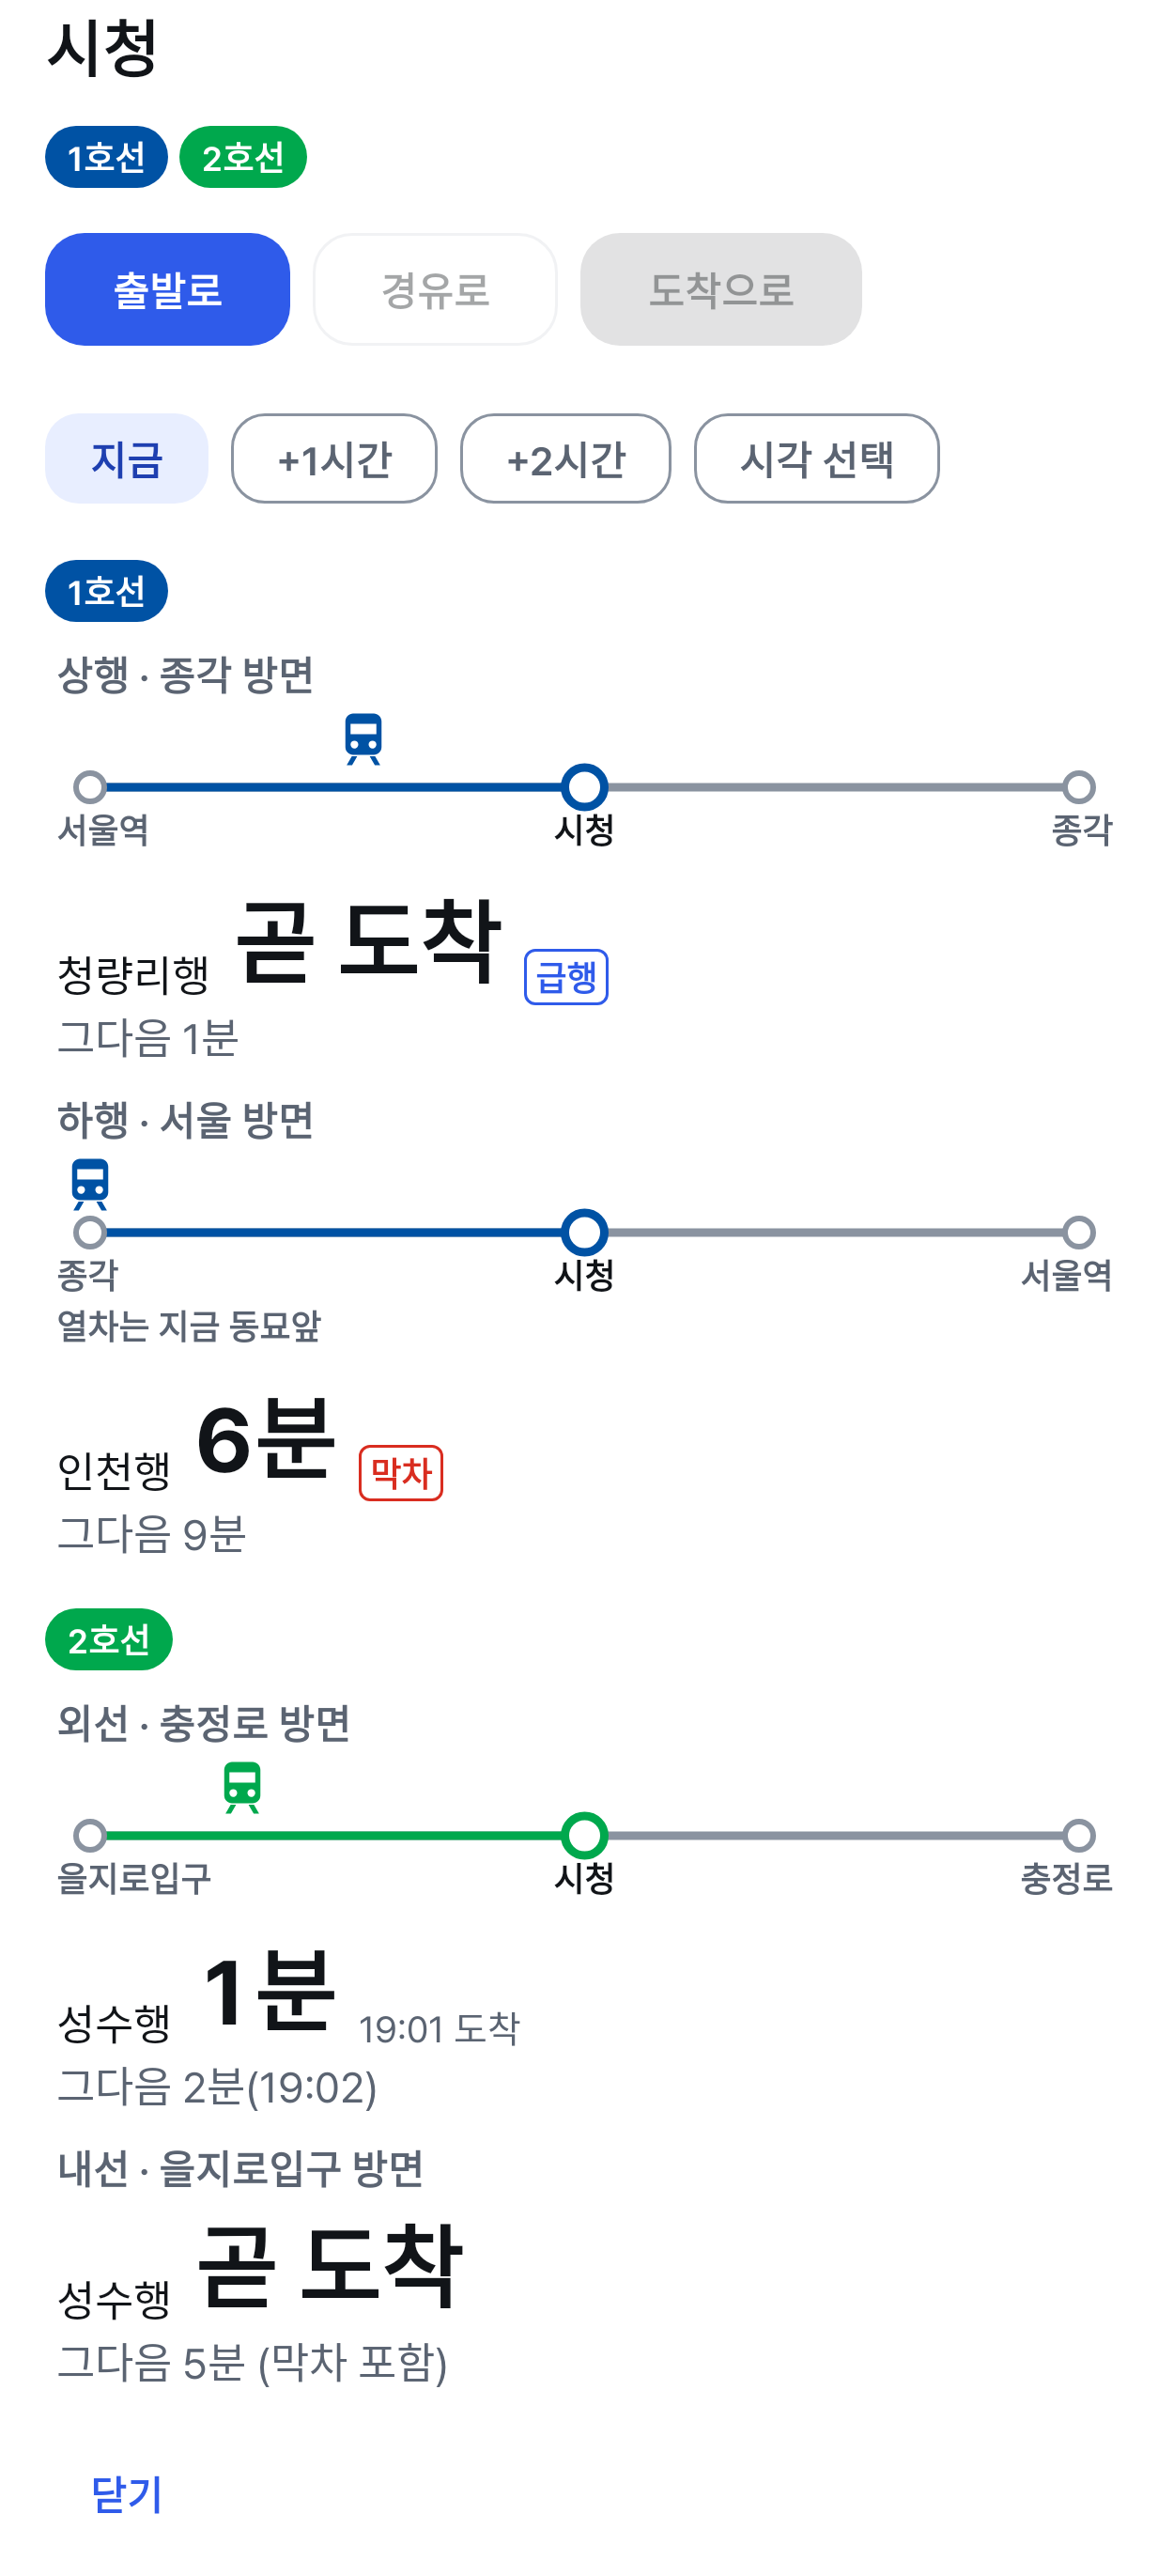 시청
1호선 2호선
출발로 경유로 도착으로
지금 +1시간 +2시간 시각 선택
1호선
상행 · 종각 방면
서울역 시청 종각
청량리행 곧 도착 급행
그다음 1분
하행 · 서울 방면
종각 시청 서울역
열차는 지금 동묘앞
인천행 6분 막차
그다음 9분
2호선
외선 · 충정로 방면
을지로입구 시청 충정로
성수행 1분 19:01 도착
그다음 2분(19:02)
내선 · 을지로입구 방면
성수행 곧 도착
그다음 5분 (막차 포함)
닫기